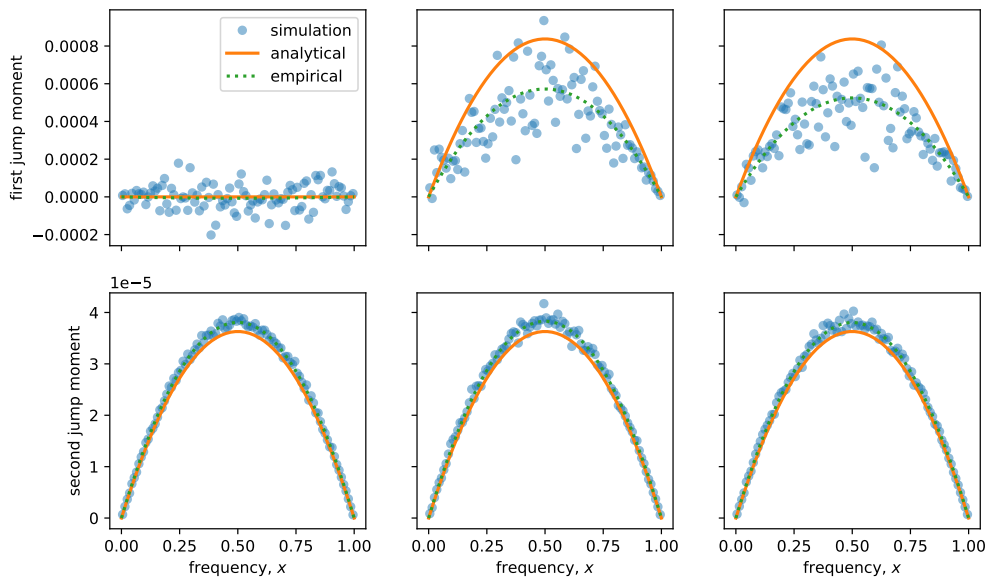 simulation
analytical
empirical
first jump moment
0.0008
0.0006
0.0004
0.0002
0.0000
−0.0002
1e−5
second jump moment
4
3
2
1
0
0.00 0.25 0.50 0.75 1.00
0.00 0.25 0.50 0.75 1.00
0.00 0.25 0.50 0.75 1.00
frequency, x
frequency, x
frequency, x